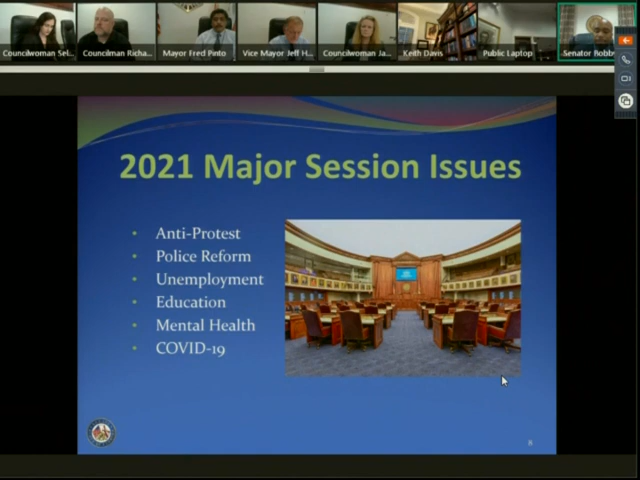 Councilwoman Sel...
Councilman Richa...
Mayor Fred Pinto
Vice Mayor Jeff H...
Councilwoman Ja...
Keith Davis
Public Laptop
Senator Bobb
2021 Major Session Issues
• Anti-Protest
• Police Reform
• Unemployment
• Education
• Mental Health
• COVID-19
8